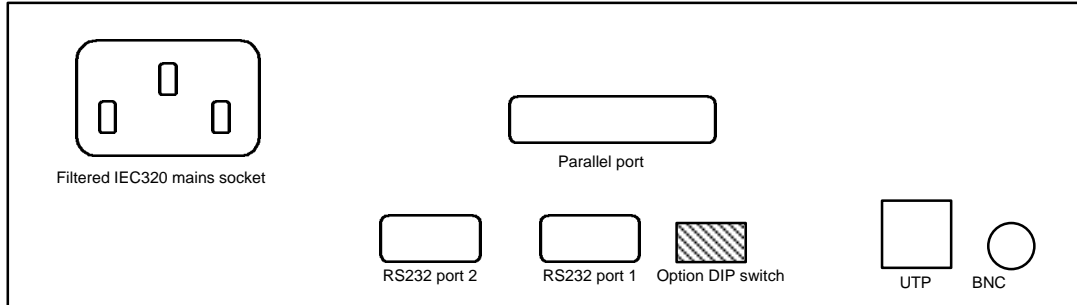 Parallel port
Filtered IEC320 mains socket
RS232 port 2
RS232 port 1
Option DIP switch
UTP
BNC